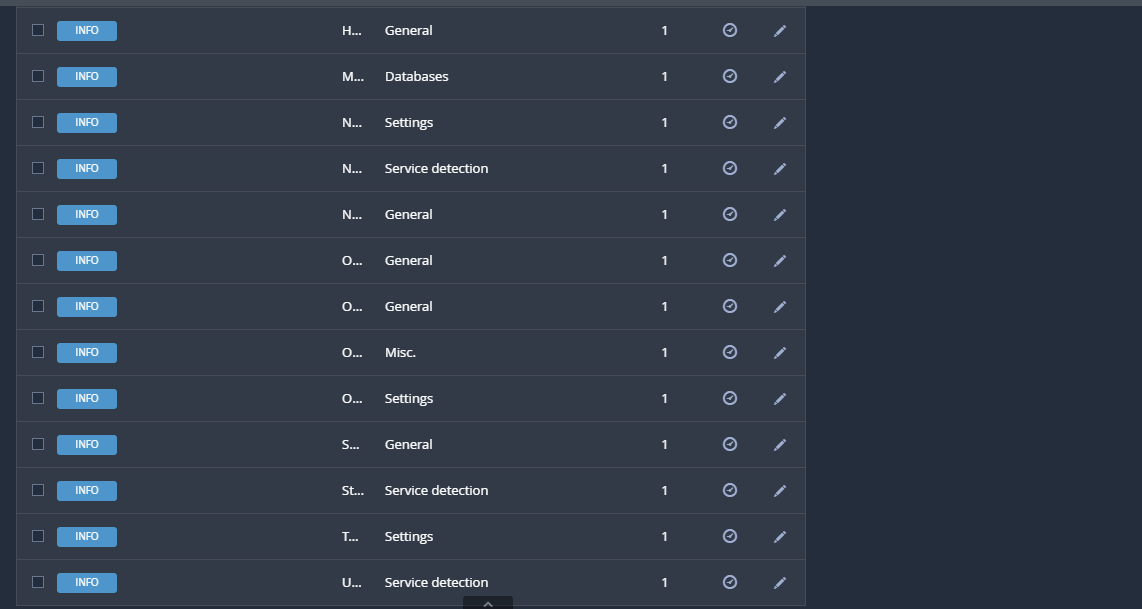 INFO H... General 1
INFO M... Databases 1
INFO N... Settings 1
INFO N... Service detection 1
INFO N... General 1
INFO O... General 1
INFO O... General 1
INFO O... Misc. 1
INFO O... Settings 1
INFO S... General 1
INFO St... Service detection 1
INFO T... Settings 1
INFO U... Service detection 1